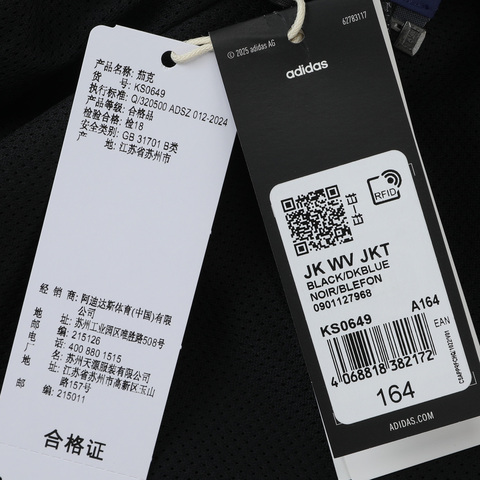 产品名称: 茄克
货　　号: KS0649
执行标准: Q/320500 ADSZ 012-2024
产品等级: 合格品
检验合格: 检18
安全类别: GB 31701 B类
产　　地: 江苏省苏州市
经 销 商: 阿迪达斯体育(中国)有限公司
地　　址: 苏州工业园区唯胜路508号
邮　　编: 215126
电　　话: 400 880 1515
厂　　名: 苏州天源服装有限公司
地　　址: 江苏省苏州市高新区玉山路157号
邮　　编: 215011
合格证
62783117
© 2025 adidas AG
adidas
RFID
JK WV JKT
BLACK/DKBLUE
NOIR/BLEFON
0901127968
KS0649 A164
EAN
4 068818 382172
164
ADIDAS.COM